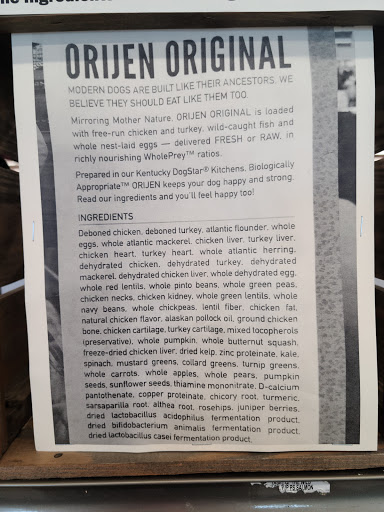 ORIJEN ORIGINAL
MODERN DOGS ARE BUILT LIKE THEIR ANCESTORS. WE
BELIEVE THEY SHOULD EAT LIKE THEM TOO.
Mirroring Mother Nature, ORIJEN ORIGINAL is loaded
with free-run chicken and turkey, wild-caught fish and
whole nest-laid eggs — delivered FRESH or RAW, in
richly nourishing WholePrey™ ratios.
Prepared in our Kentucky DogStar® Kitchens, Biologically
Appropriate™ ORIJEN keeps your dog happy and strong.
Read our ingredients and you'll feel happy too!
INGREDIENTS
Deboned chicken, deboned turkey, atlantic flounder, whole
eggs, whole atlantic mackerel, chicken liver, turkey liver,
chicken heart, turkey heart, whole atlantic herring,
dehydrated chicken, dehydrated turkey, dehydrated
mackerel, dehydrated chicken liver, whole dehydrated egg,
whole red lentils, whole pinto beans, whole green peas,
chicken necks, chicken kidney, whole green lentils, whole
navy beans, whole chickpeas, lentil fiber, chicken fat,
natural chicken flavor, alaskan pollock oil, ground chicken
bone, chicken cartilage, turkey cartilage, mixed tocopherols
(preservative), whole pumpkin, whole butternut squash,
freeze-dried chicken liver, dried kelp, zinc proteinate, kale,
spinach, mustard greens, collard greens, turnip greens,
whole carrots, whole apples, whole pears, pumpkin
seeds, sunflower seeds, thiamine mononitrate, D-calcium
pantothenate, copper proteinate, chicory root, turmeric,
sarsaparilla root, althea root, rosehips, juniper berries,
dried lactobacillus acidophilus fermentation product,
dried bifidobacterium animalis fermentation product,
dried lactobacillus casei fermentation product.